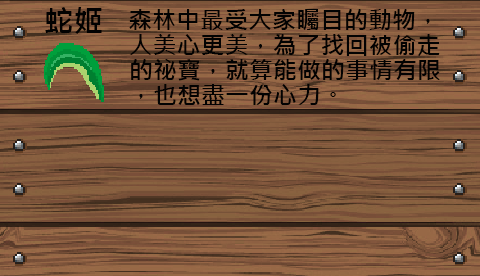 蛇姬
森林中最受大家矚目的動物，
人美心更美，為了找回被偷走
的祕寶，就算能做的事情有限
，也想盡一份心力。